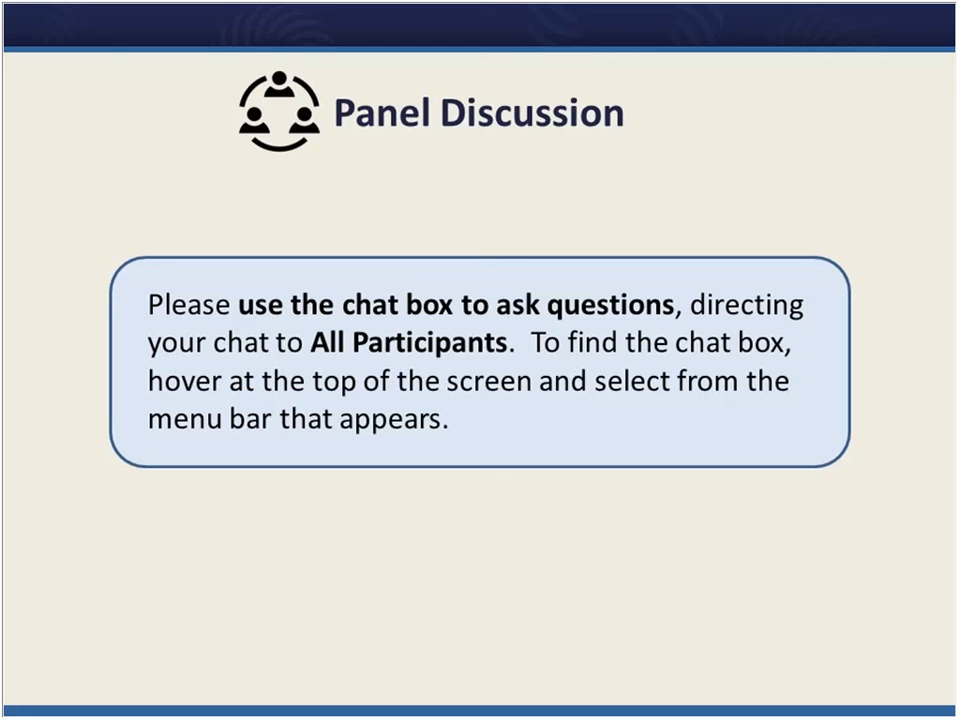 Panel Discussion
Please use the chat box to ask questions, directing
your chat to All Participants.  To find the chat box,
hover at the top of the screen and select from the
menu bar that appears.